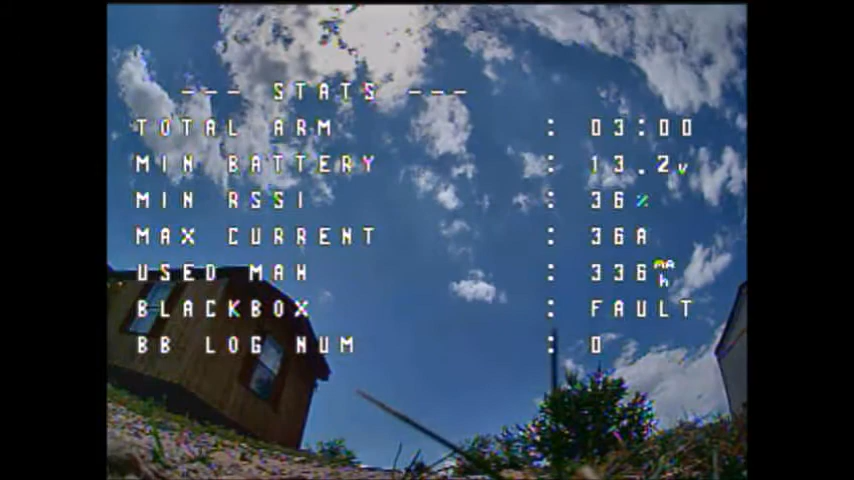 --- STATS ---
TOTAL ARM : 03:00
MIN BATTERY : 13.2v
MIN RSSI : 36%
MAX CURRENT : 36A
USED MAH : 336mAh
BLACKBOX : FAULT
BB LOG NUM : 0